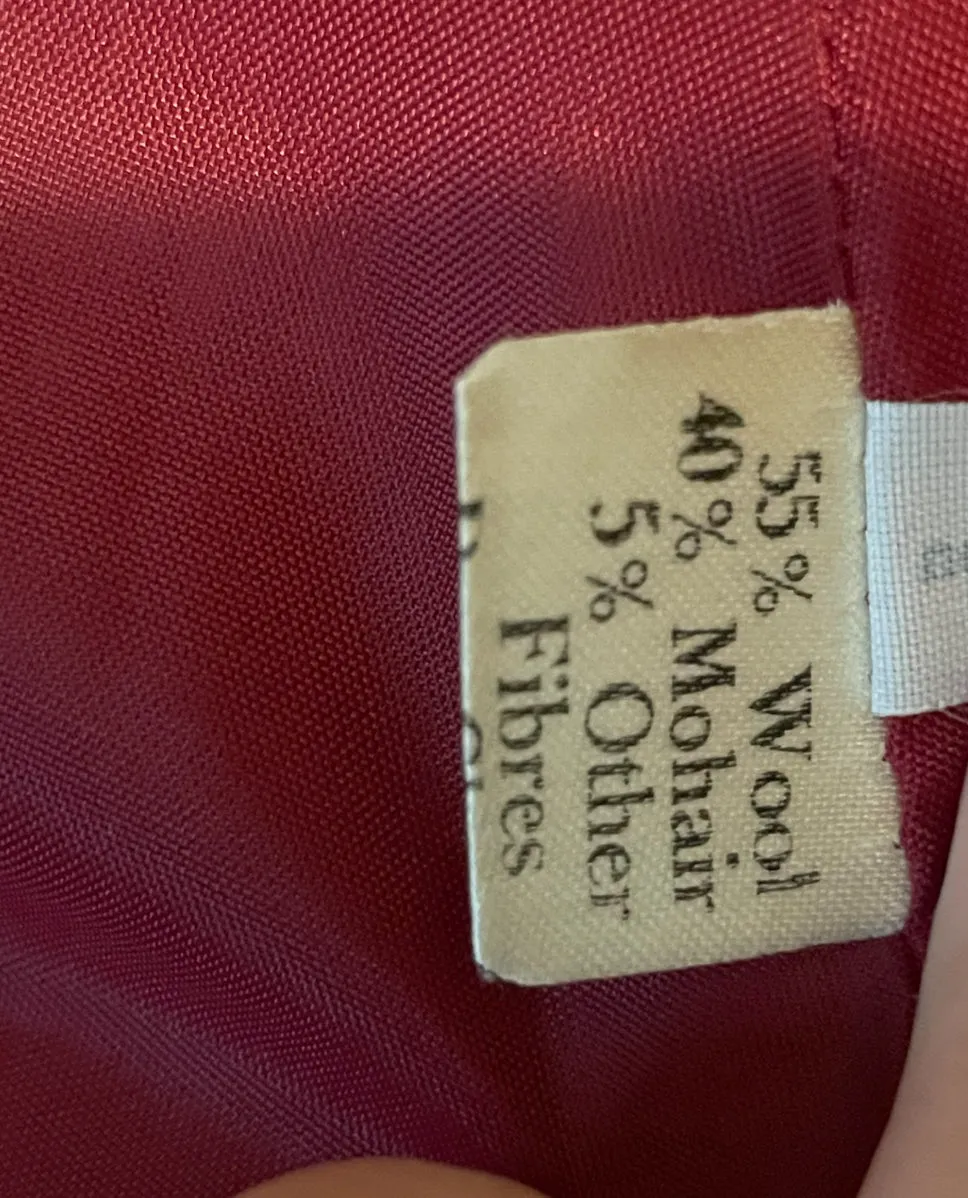 55% Wool
40% Mohair
5% Other
Fibres